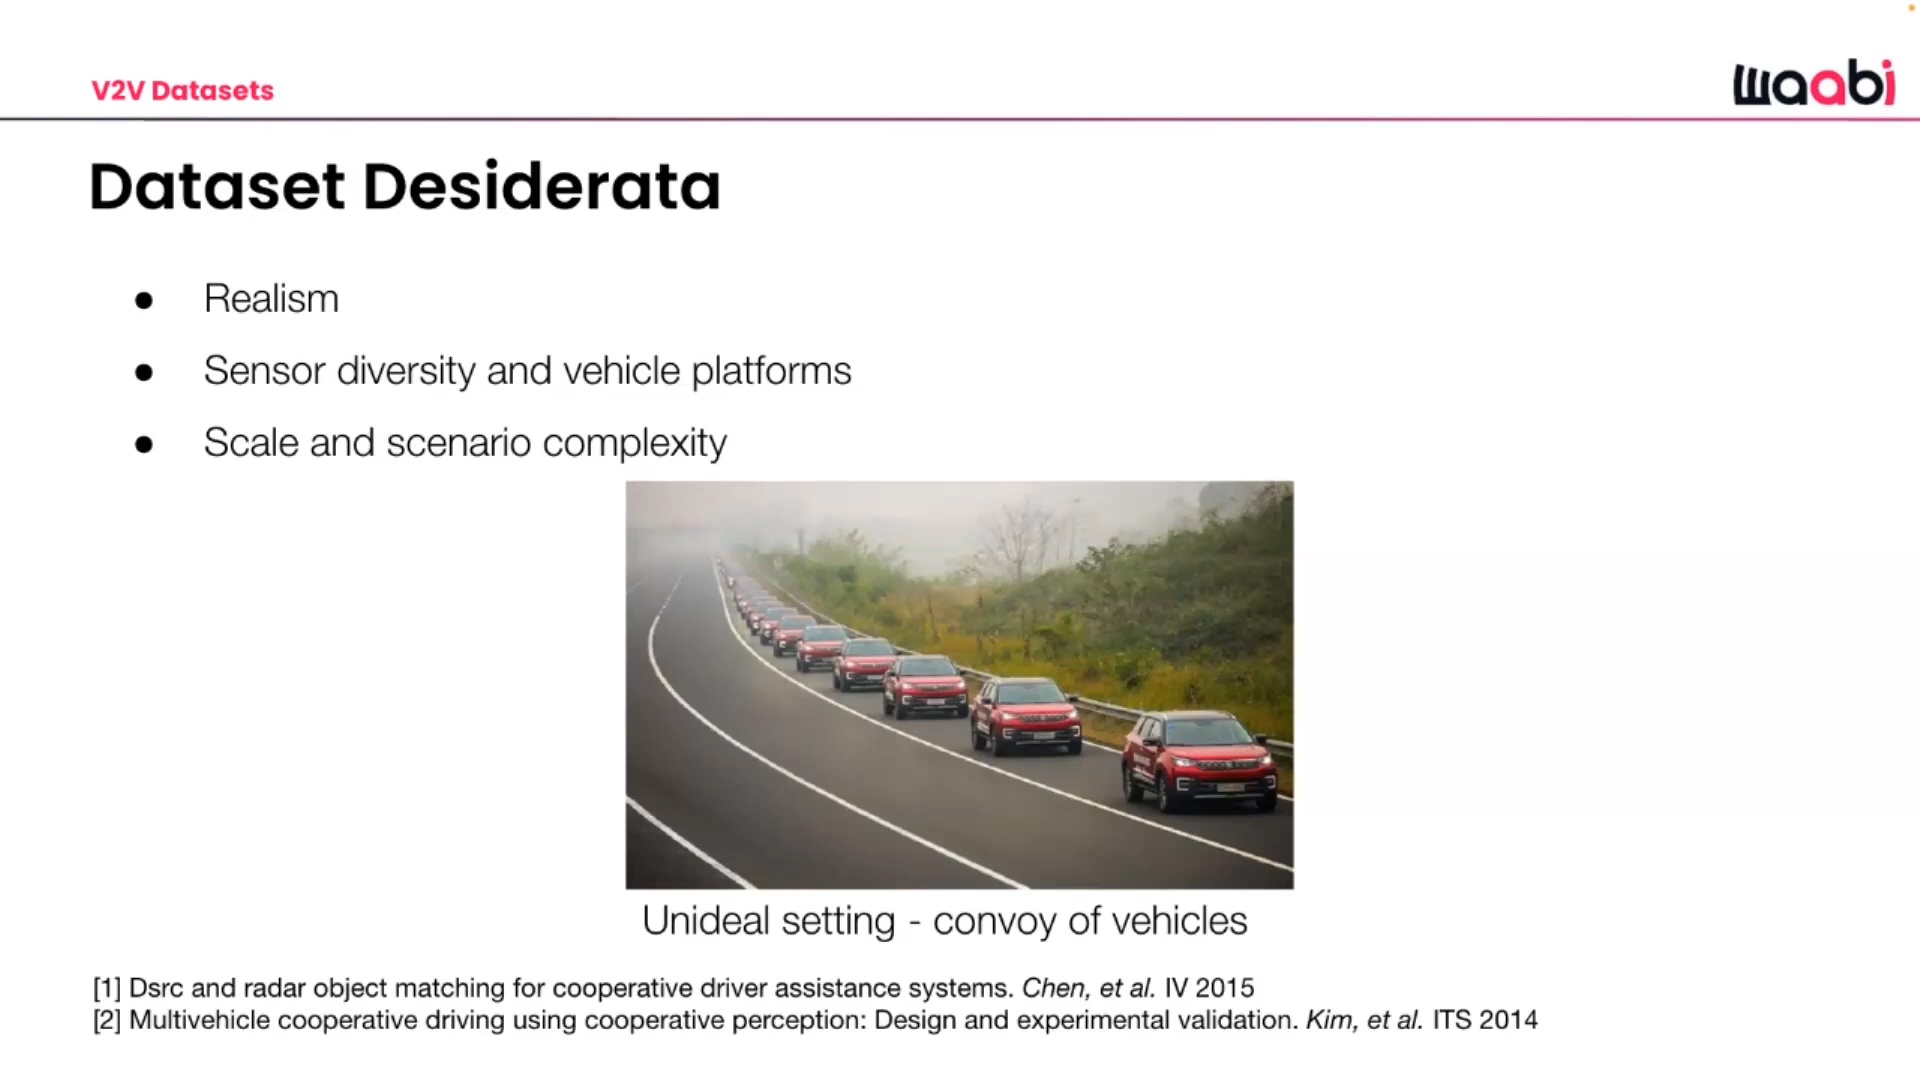 V2V Datasets
waabi
Dataset Desiderata
● Realism
● Sensor diversity and vehicle platforms
● Scale and scenario complexity
Unideal setting - convoy of vehicles
[1] Dsrc and radar object matching for cooperative driver assistance systems. Chen, et al. IV 2015
[2] Multivehicle cooperative driving using cooperative perception: Design and experimental validation. Kim, et al. ITS 2014